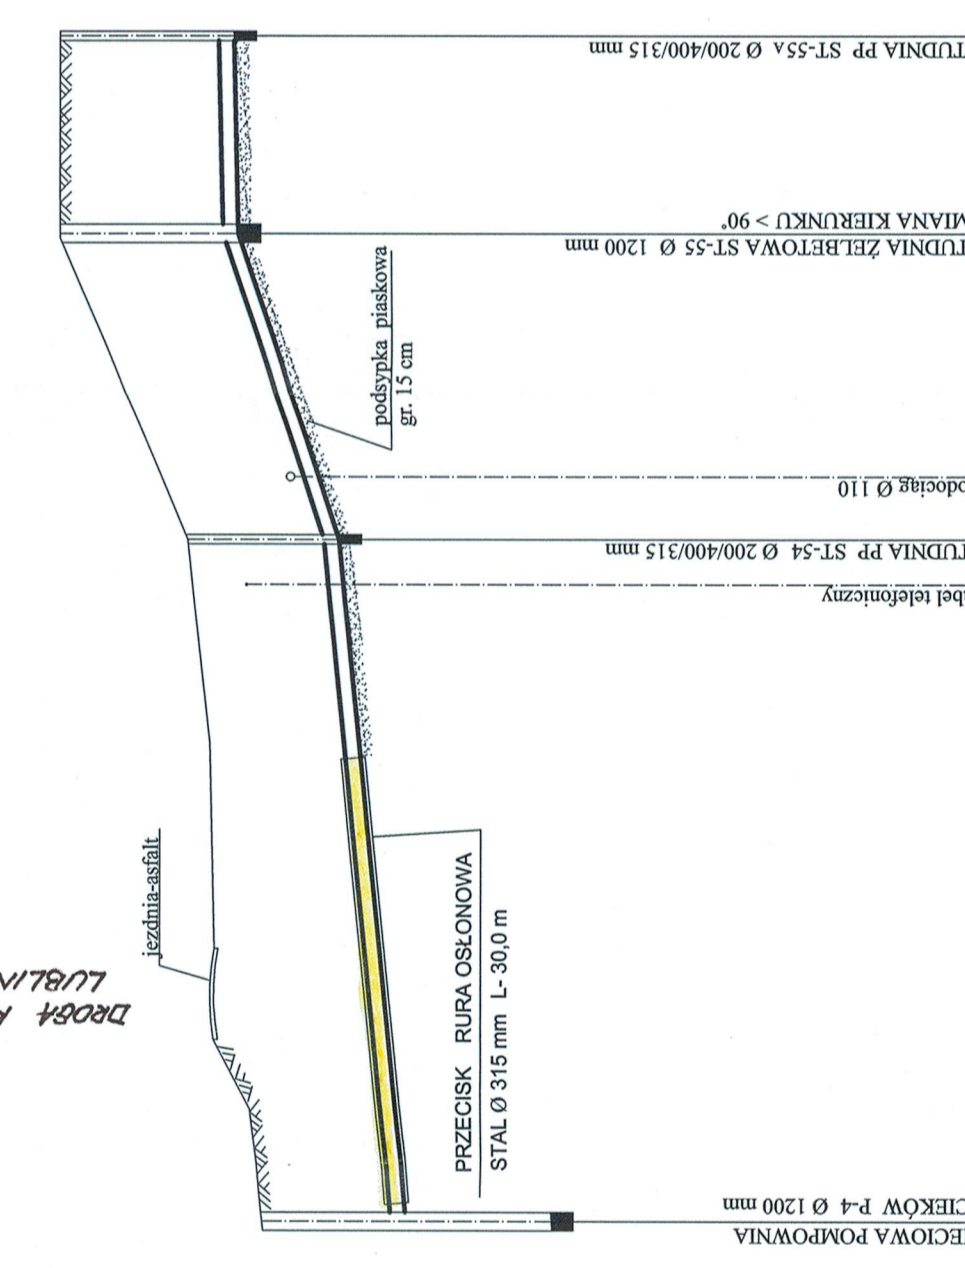 TUDNIA PP ST-55A Ø 200/400/315 mm
MIANA KIERUNKU > 90°
TUDNIA ŻELBETOWA ST-55 Ø 1200 mm
podsypka piaskowa
gr. 15 cm
odociąg Ø 110
TUDNIA PP ST-54 Ø 200/400/315 mm
bel telefoniczny
jezdnia-asfalt
DROGA
LUBLIN
PRZECISK RURA OSŁONOWA
STAL Ø 315 mm L- 30,0 m
ECIOWA POMPOWNIA
CIEKÓW P-4 Ø 1200 mm